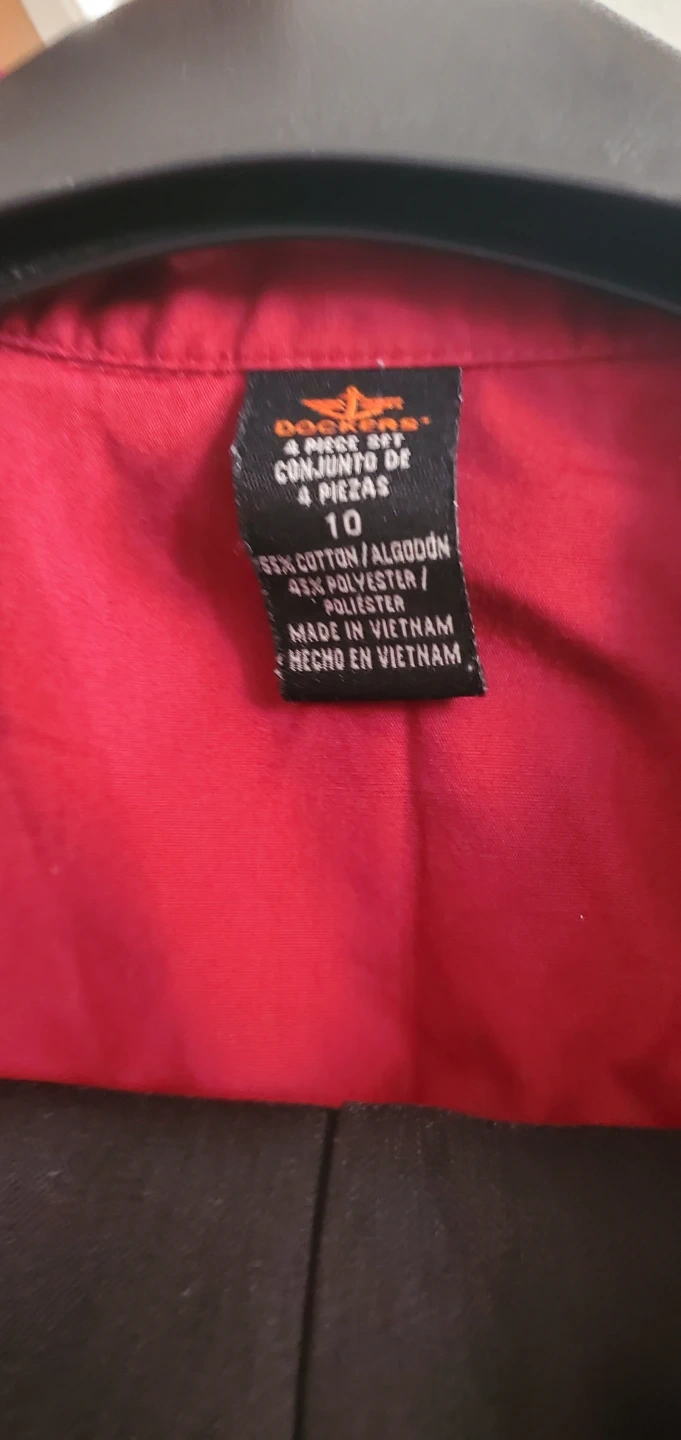 DOCKERS®
4 PIECE SET
CONJUNTO DE
4 PIEZAS
10
55% COTTON / ALGODÓN
45% POLYESTER /
POLIÉSTER
MADE IN VIETNAM
HECHO EN VIETNAM